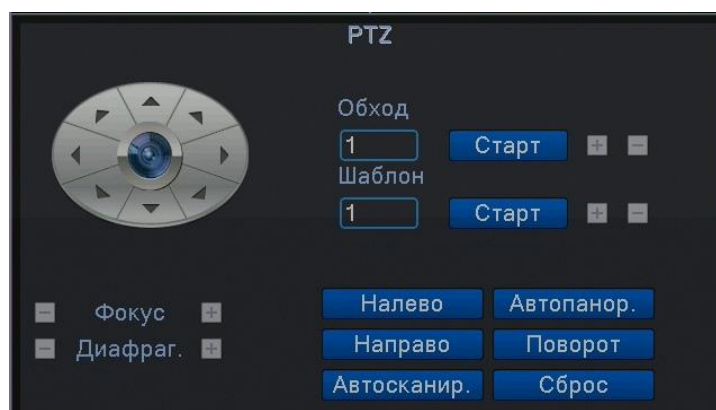 PTZ
Обход
1 Старт + -
Шаблон
1 Старт + -
- Фокус +
- Диафраг. +
Налево Автопанор.
Направо Поворот
Автосканир. Сброс